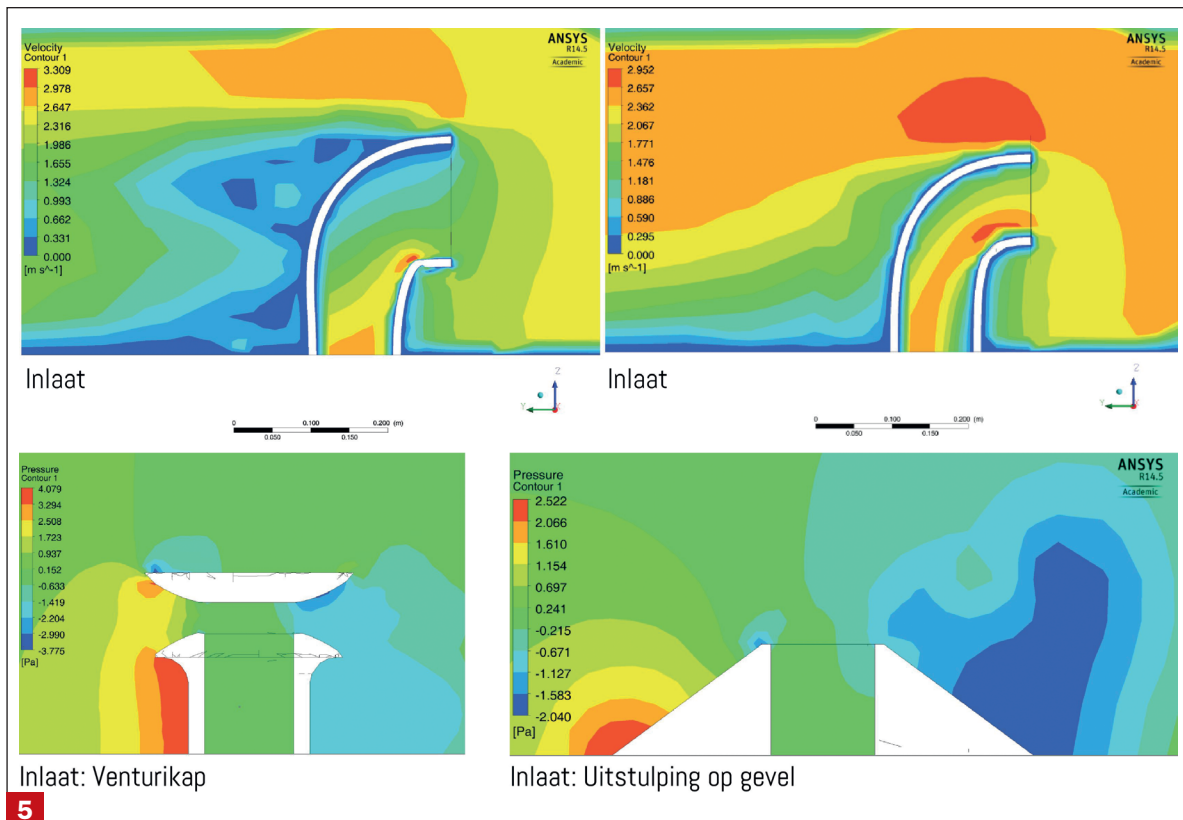 Velocity
Contour 1
3.309
2.978
2.647
2.316
1.986
1.655
1.324
0.993
0.662
0.331
0.000
[m s^-1]
ANSYS
R14.5
Academic
Inlaat
Z
Y
X
0 0.100 0.200 (m)
0.050 0.150
Velocity
Contour 1
2.952
2.657
2.362
2.067
1.771
1.476
1.181
0.886
0.590
0.295
0.000
[m s^-1]
ANSYS
R14.5
Academic
Inlaat
Z
Y
X
0 0.100 0.200 (m)
0.050 0.150
Pressure
Contour 1
4.079
3.294
2.508
1.723
0.937
0.152
-0.633
-1.419
-2.204
-2.990
-3.775
[Pa]
Inlaat: Venturikap
Pressure
Contour 1
2.522
2.066
1.610
1.154
0.697
0.241
-0.215
-0.671
-1.127
-1.583
-2.040
[Pa]
ANSYS
R14.5
Academic
Inlaat: Uitstulping op gevel
5